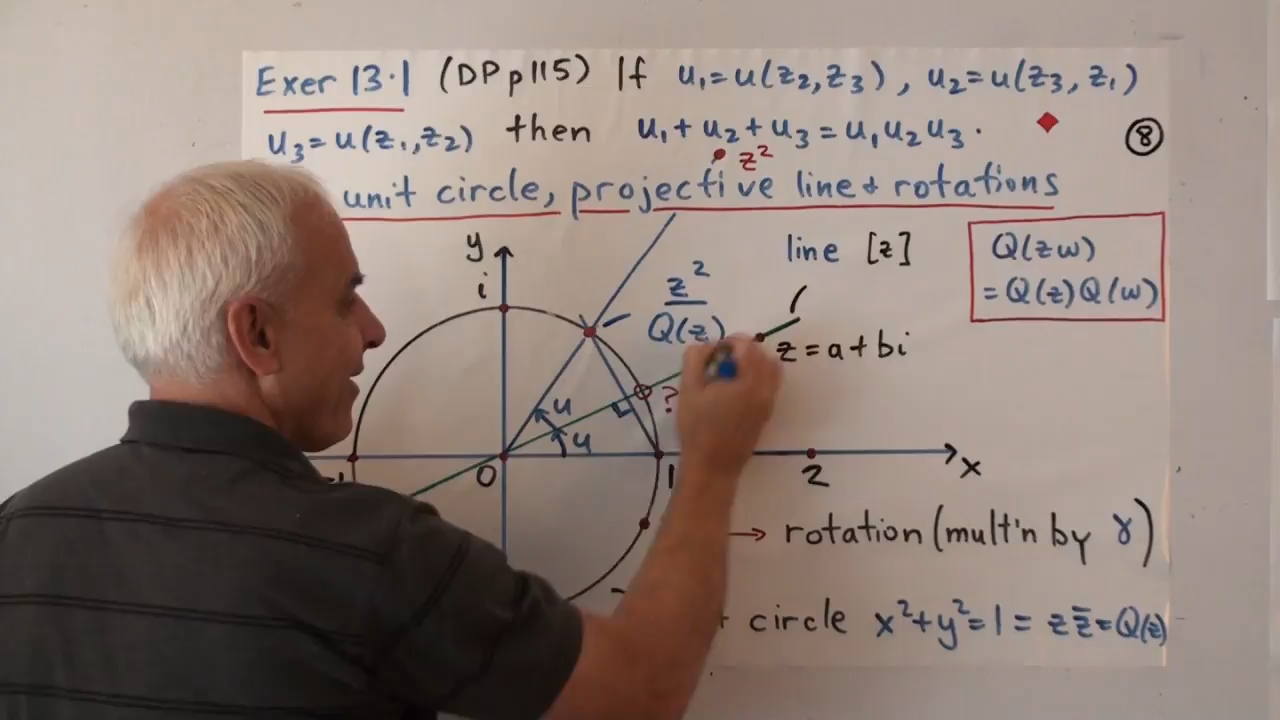 Exer 13.1 (DP p115) If u₁=u(z₂,z₃), u₂=u(z₃,z₁)
u₃=u(z₁,z₂) then u₁+u₂+u₃=u₁u₂u₃.
8
z²
unit circle, projective line & rotations
y
line [z]
Q(zw)
=Q(z)Q(w)
i
z²
Q(z)
z=a+bi
?
u
u
0
1
2
x
→ rotation (mult'n by γ)
circle x²+y²=1=zz̄=Q(z)